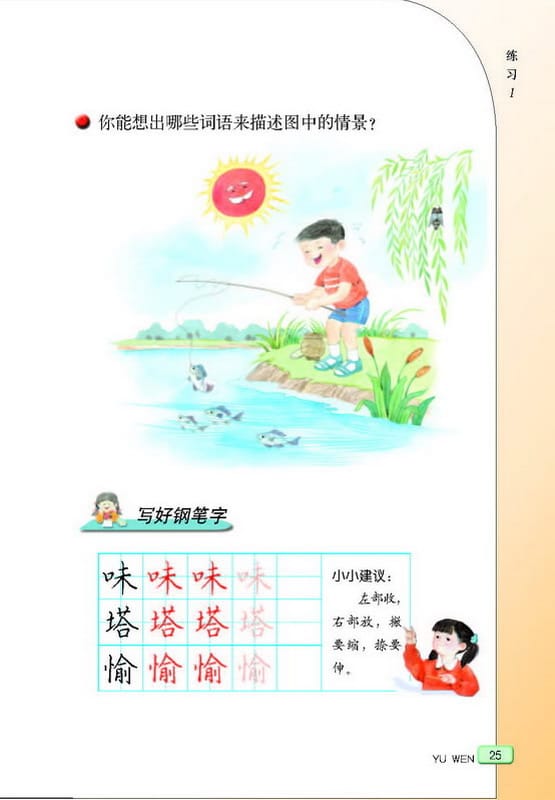 练习1
你能想出哪些词语来描述图中的情景？
写好钢笔字
味 味 味 味
塔 塔 塔 塔
愉 愉 愉 愉
小小建议：
左部收，
右部放，撇
要缩，捺要
伸。
YU WEN 25